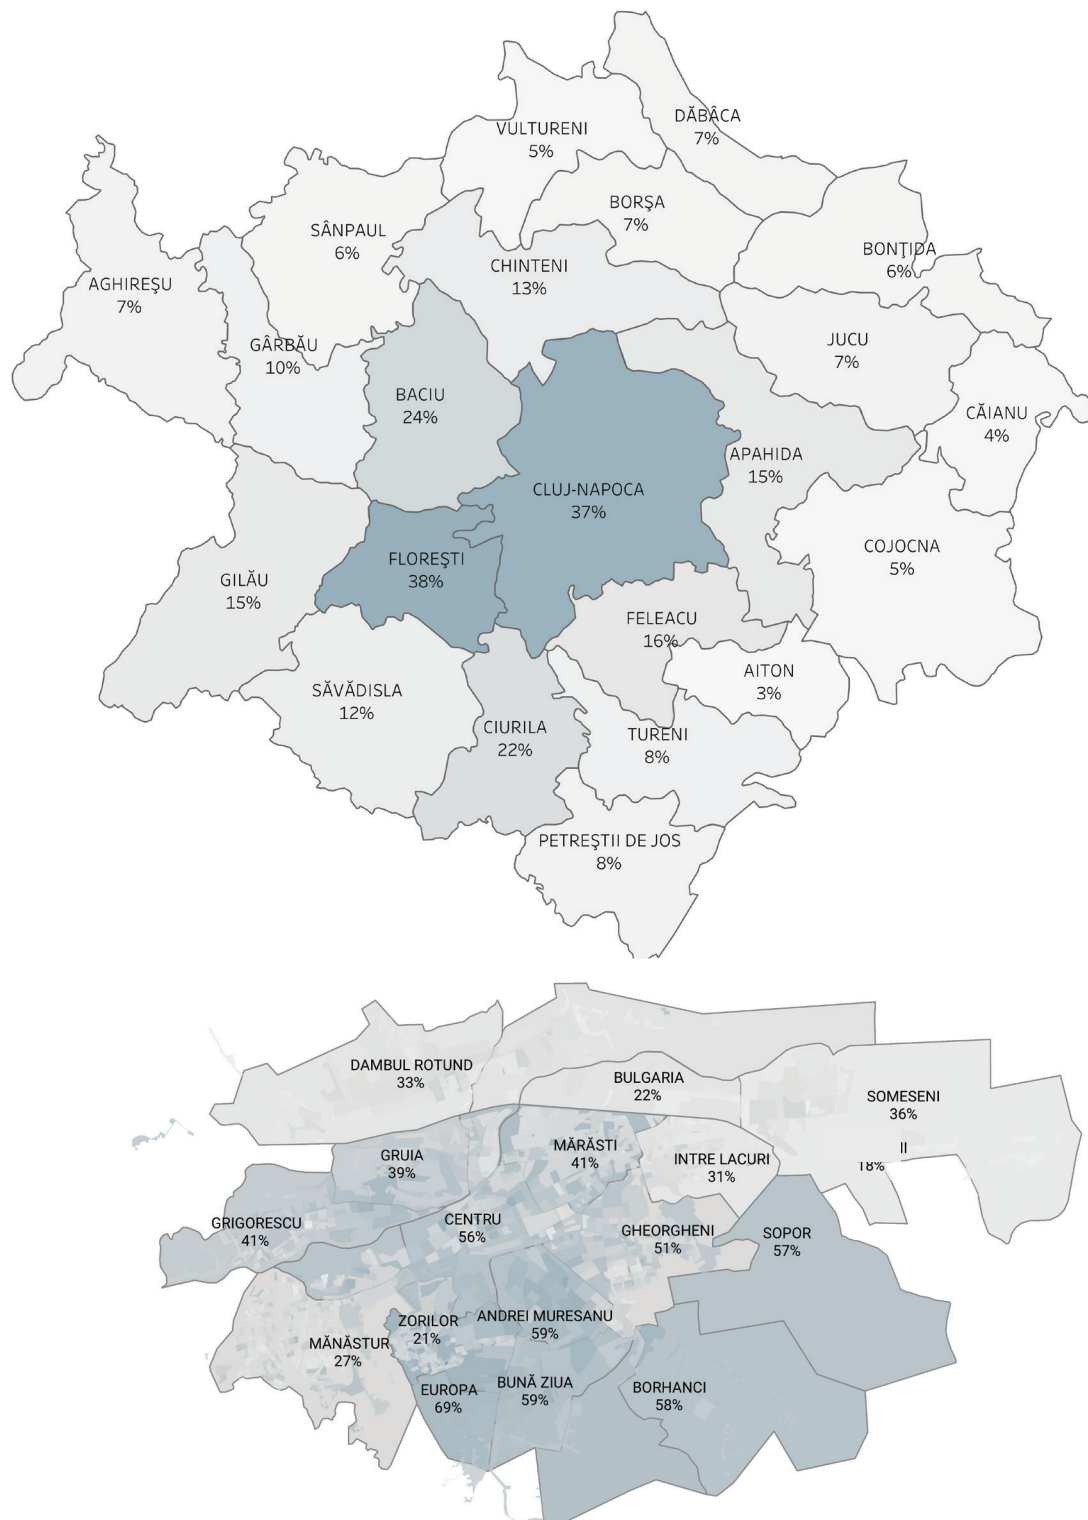 DĂBÂCA
7%
VULTURENI
5%
BORŞA
7%
SÂNPAUL
6%
BONŢIDA
6%
CHINTENI
13%
AGHIREŞU
7%
JUCU
7%
GÂRBĂU
10%
BACIU
24%
CĂIANU
4%
APAHIDA
15%
CLUJ-NAPOCA
37%
COJOCNA
5%
FLOREŞTI
38%
GILĂU
15%
FELEACU
16%
AITON
3%
SĂVĂDISLA
12%
CIURILA
22%
TURENI
8%
PETREŞTII DE JOS
8%
DAMBUL ROTUND
33%
BULGARIA
22%
SOMESENI
36%
II
18%
MĂRĂSTI
41%
GRUIA
39%
INTRE LACURI
31%
GRIGORESCU
41%
CENTRU
56%
GHEORGHENI
51%
SOPOR
57%
ZORILOR
21%
ANDREI MURESANU
59%
MĂNĂSTUR
27%
EUROPA
69%
BUNĂ ZIUA
59%
BORHANCI
58%